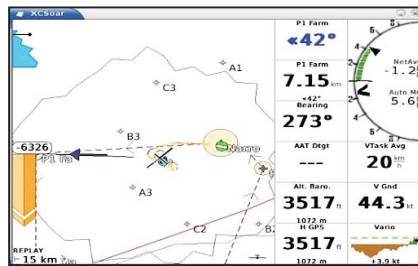 XCSoar
A1
C3
B3
Narro
-6326
P1 Fa
A3
C2
B2
REPLAY
15 km
P1 Farm
«42°
P1 Farm
7.15 km
«42°
Bearing
273°
AAT Dtgt
---
VTask Avg
20 km/h
Alt. Baro.
3517 ft
1072 m
V Gnd
44.3 kt
H GPS
3517 ft
1072 m
Vario
+3.9 kt
NetAv
-1.2
Auto M
5.6